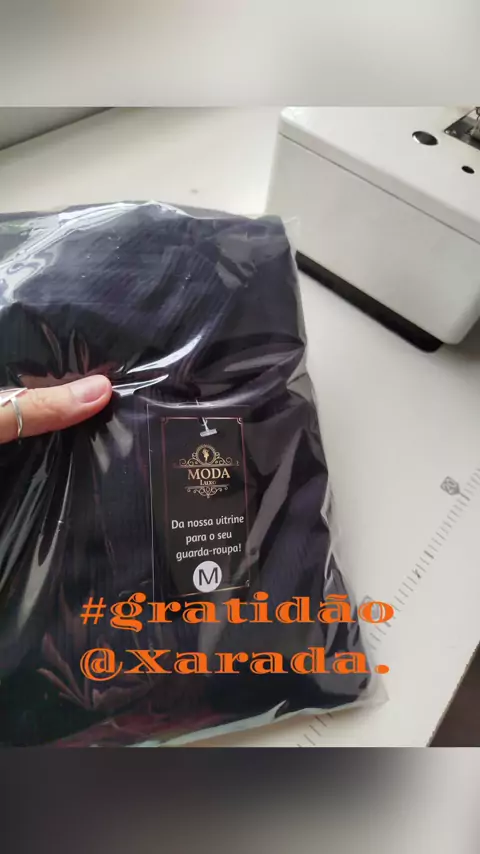 MODA
Luxo
Da nossa vitrine
para o seu
guarda-roupa!
M
#gratidão
@Xarada.